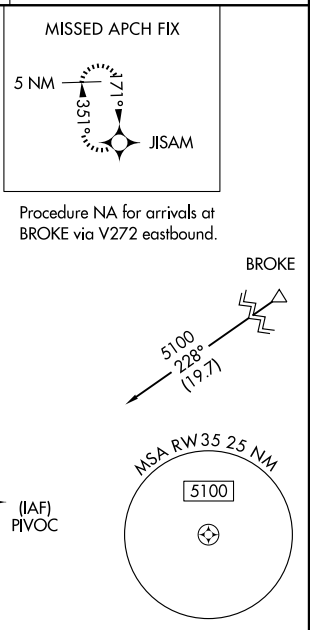 MISSED APCH FIX
5 NM
351°
171°
JISAM
Procedure NA for arrivals at
BROKE via V272 eastbound.
BROKE
5100
228°
(19.7)
MSA RW35 25 NM
5100
(IAF)
PIVOC